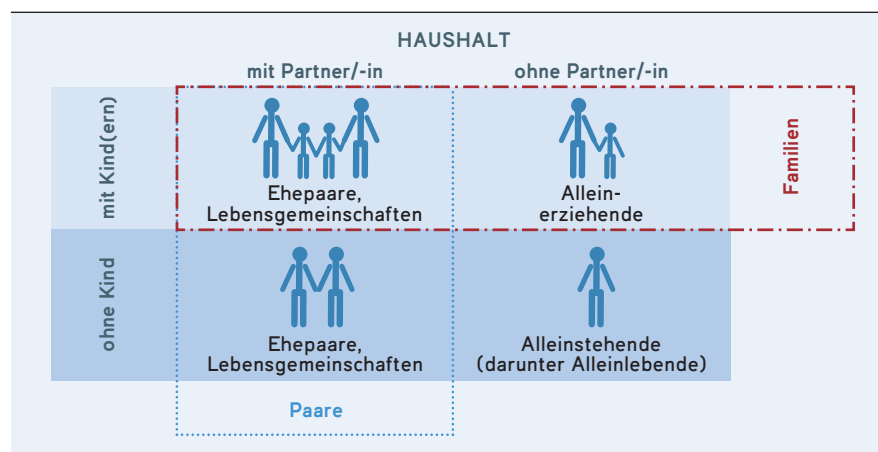 HAUSHALT
mit Partner/-in
ohne Partner/-in
mit Kind(ern)
Ehepaare,
Lebensgemeinschaften
Allein-
erziehende
Familien
ohne Kind
Ehepaare,
Lebensgemeinschaften
Alleinstehende
(darunter Alleinlebende)
Paare